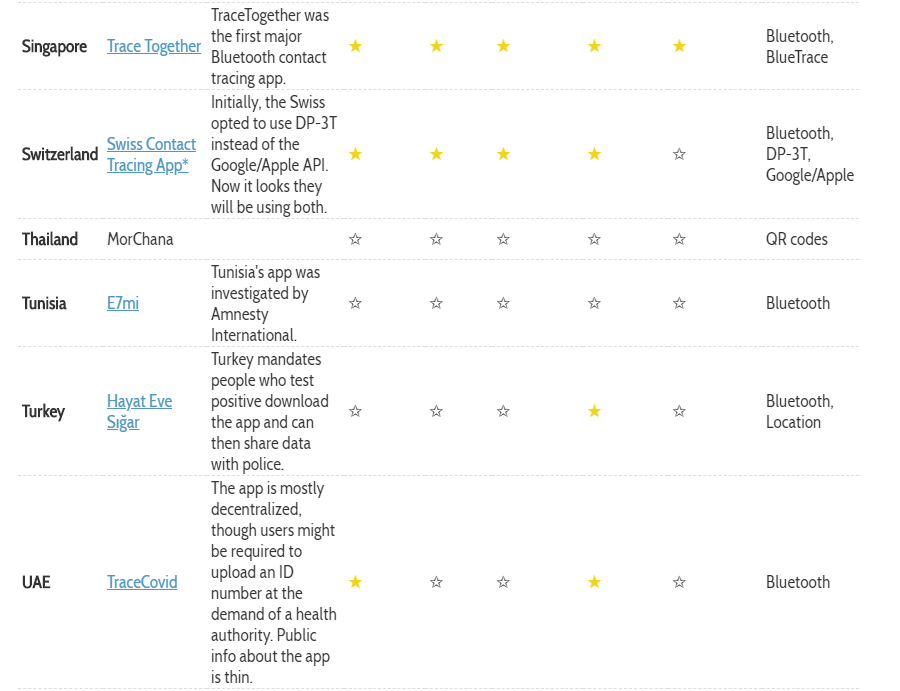 Singapore
Trace Together
TraceTogether was
the first major
Bluetooth contact
tracing app.
★ ★ ★ ★ ★
Bluetooth,
BlueTrace
Switzerland
Swiss Contact
Tracing App*
Initially, the Swiss
opted to use DP-3T
instead of the
Google/Apple API.
Now it looks they
will be using both.
★ ★ ★ ★ ☆
Bluetooth,
DP-3T,
Google/Apple
Thailand
MorChana
☆ ☆ ☆ ☆ ☆
QR codes
Tunisia
E7mi
Tunisia's app was
investigated by
Amnesty
International.
☆ ☆ ☆ ☆ ☆
Bluetooth
Turkey
Hayat Eve
Sığar
Turkey mandates
people who test
positive download
the app and can
then share data
with police.
☆ ☆ ☆ ★ ☆
Bluetooth,
Location
UAE
TraceCovid
The app is mostly
decentralized,
though users might
be required to
upload an ID
number at the
demand of a health
authority. Public
info about the app
is thin.
★ ☆ ☆ ★ ☆
Bluetooth